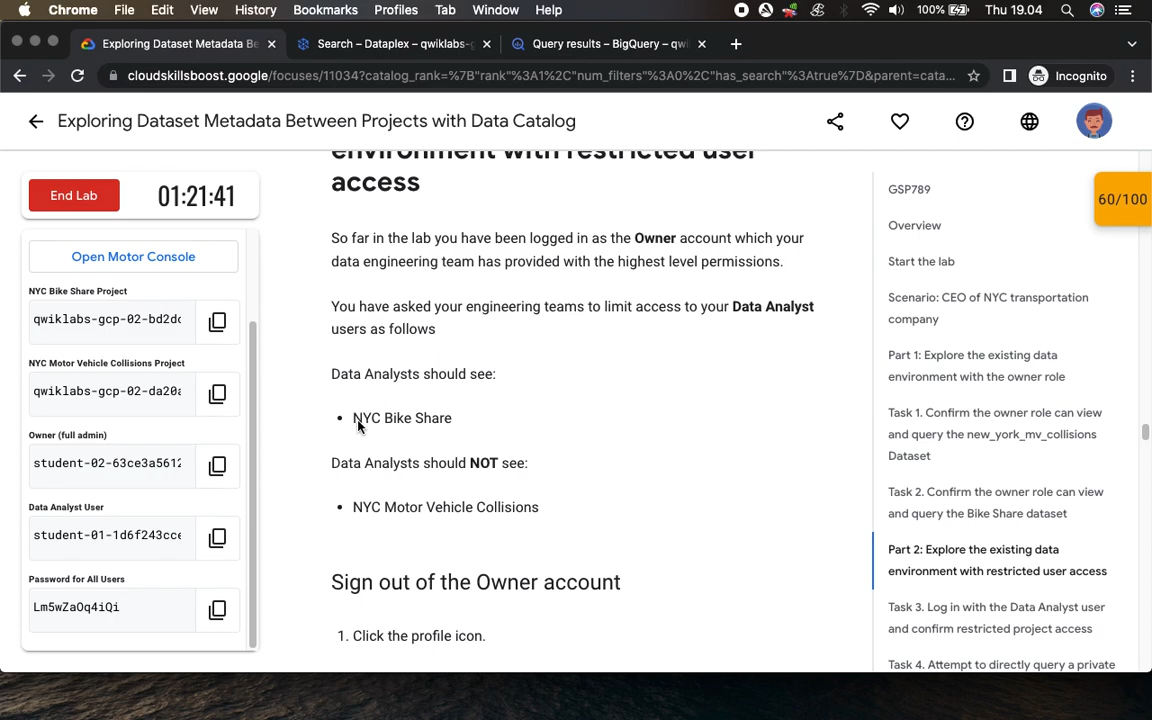 Chrome File Edit View History Bookmarks Profiles Tab Window Help 100% Thu 19.04
Exploring Dataset Metadata Be Search – Dataplex – qwiklabs- Query results – BigQuery – qwi
cloudskillsboost.google/focuses/11034?catalog_rank=%7B"rank"%3A1%2C"num_filters"%3A0%2C"has_search"%3Atrue%7D&parent=cata... Incognito
Exploring Dataset Metadata Between Projects with Data Catalog
End Lab 01:21:41
Open Motor Console
NYC Bike Share Project
qwiklabs-gcp-02-bd2dc
NYC Motor Vehicle Collisions Project
qwiklabs-gcp-02-da20a
Owner (full admin)
student-02-63ce3a5612
Data Analyst User
student-01-1d6f243cce
Password for All Users
Lm5wZaOq4iQi
environment with restricted user
access
So far in the lab you have been logged in as the Owner account which your
data engineering team has provided with the highest level permissions.
You have asked your engineering teams to limit access to your Data Analyst
users as follows
Data Analysts should see:
• NYC Bike Share
Data Analysts should NOT see:
• NYC Motor Vehicle Collisions
Sign out of the Owner account
1. Click the profile icon.
GSP789
Overview
Start the lab
Scenario: CEO of NYC transportation
company
Part 1: Explore the existing data
environment with the owner role
Task 1. Confirm the owner role can view
and query the new_york_mv_collisions
Dataset
Task 2. Confirm the owner role can view
and query the Bike Share dataset
Part 2: Explore the existing data
environment with restricted user access
Task 3. Log in with the Data Analyst user
and confirm restricted project access
Task 4. Attempt to directly query a private
60/100